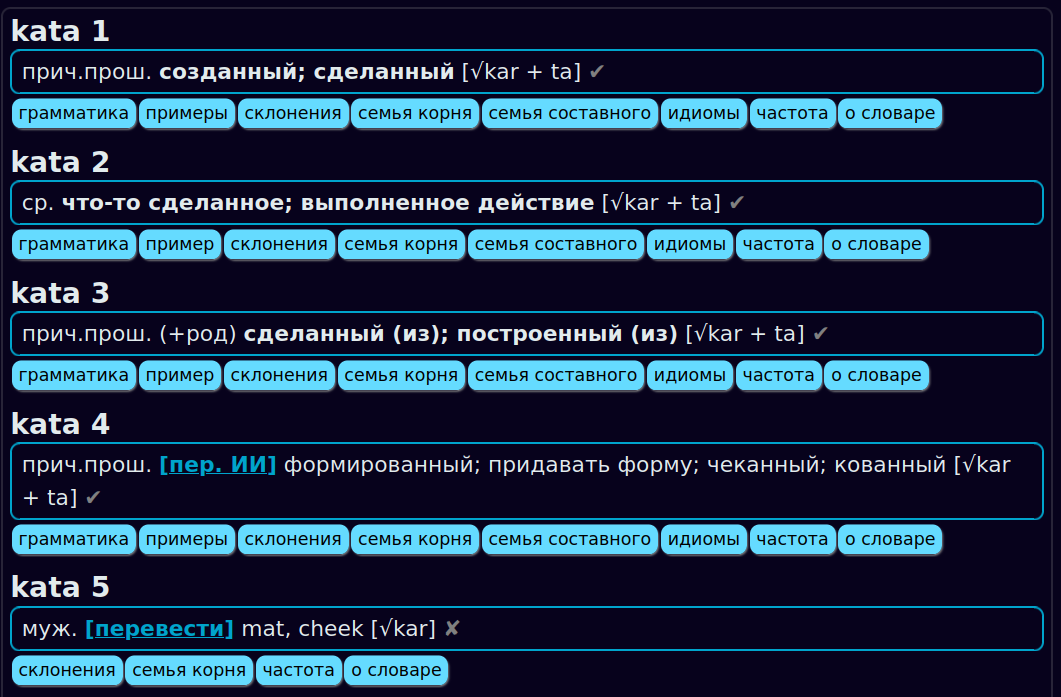 kata 1
прич.прош. созданный; сделанный [√kar + ta] ✔
грамматика примеры склонения семья корня семья составного идиомы частота о словаре
kata 2
ср. что-то сделанное; выполненное действие [√kar + ta] ✔
грамматика пример склонения семья корня семья составного идиомы частота о словаре
kata 3
прич.прош. (+род) сделанный (из); построенный (из) [√kar + ta] ✔
грамматика пример склонения семья корня семья составного идиомы частота о словаре
kata 4
прич.прош. [пер. ИИ] формированный; придавать форму; чеканный; кованный [√kar
+ ta] ✔
грамматика примеры склонения семья корня семья составного идиомы частота о словаре
kata 5
муж. [перевести] mat, cheek [√kar] ✘
склонения семья корня частота о словаре